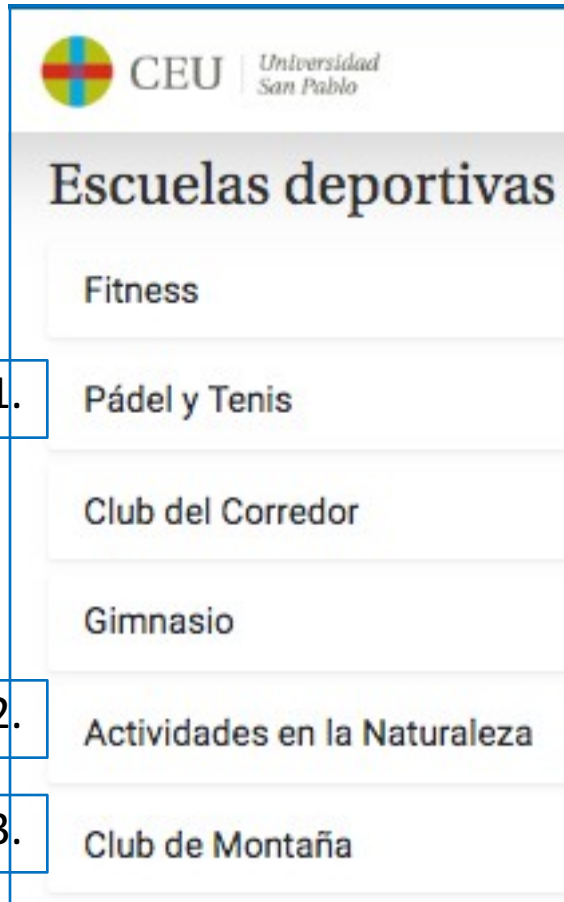 CEU Universidad
San Pablo
Escuelas deportivas
Fitness
1. Pádel y Tenis
Club del Corredor
Gimnasio
2. Actividades en la Naturaleza
3. Club de Montaña